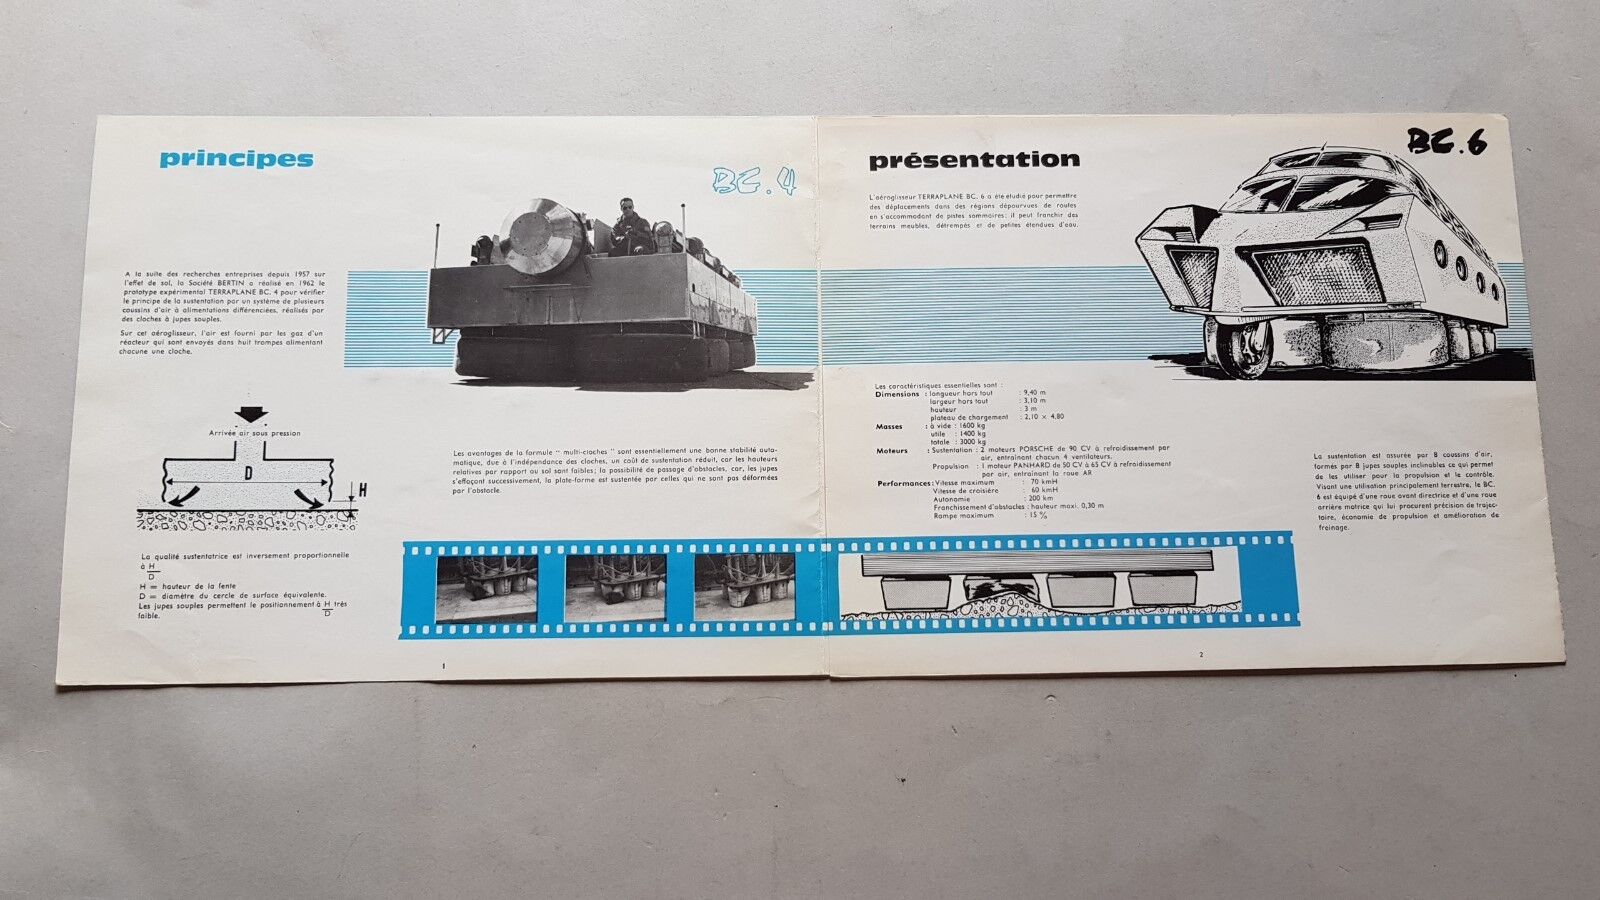 principes
BC.4
A la suite des recherches entreprises depuis 1957 sur
l'effet de sol, la Société BERTIN a réalisé en 1962 le
prototype expérimental TERRAPLANE BC. 4 pour vérifier
le principe de la sustentation par un système de plusieurs
coussins d'air à alimentations différenciées, réalisés par
des cloches à jupes souples.
Sur cet aéroglisseur, l'air est fourni par les gaz d'un
réacteur qui sont envoyés dans huit trompes alimentant
chacune une cloche.
Arrivée air sous pression
D
H
La qualité sustentatrice est inversement proportionnelle
à H
D
H = hauteur de la fente
D = diamètre du cercle de surface équivalente.
Les jupes souples permettent le positionnement à H très
D
faible.
Les avantages de la formule " multi-cloches " sont essentiellement une bonne stabilité auto-
matique, due à l'indépendance des cloches, un coût de sustentation réduit, car les hauteurs
relatives par rapport au sol sont faibles; la possibilité de passage d'obstacles, car, les jupes
s'effaçant successivement, la plate-forme est sustentée par celles qui ne sont pas déformées
par l'obstacle.
1
présentation
BC.6
L'aéroglisseur TERRAPLANE BC. 6 a été étudié pour permettre
des déplacements dans des régions dépourvues de routes
en s'accommodant de pistes sommaires; il peut franchir des
terrains meubles, détrempés et de petites étendues d'eau.
Les caractéristiques essentielles sont :
Dimensions : longueur hors tout : 9,40 m
largeur hors tout : 3,10 m
hauteur : 3 m
plateau de chargement : 2,10 × 4,80
Masses : à vide : 1600 kg
utile : 1400 kg
totale : 3000 kg
Moteurs : Sustentation : 2 moteurs PORSCHE de 90 CV à refroidissement par
air, entraînant chacun 4 ventilateurs.
Propulsion : 1 moteur PANHARD de 50 CV à 65 CV à refroidissement
par air, entraînant la roue AR
Performances : Vitesse maximum : 70 kmH
Vitesse de croisière : 60 kmH
Autonomie : 200 km
Franchissement d'obstacles : hauteur maxi. 0,30 m
Rampe maximum : 15 %
La sustentation est assurée par 8 coussins d'air,
formés par 8 jupes souples inclinables ce qui permet
de les utiliser pour la propulsion et le contrôle.
Visant une utilisation principalement terrestre, le BC.
6 est équipé d'une roue avant directrice et d'une roue
arrière motrice qui lui procurent précision de trajec-
toire, économie de propulsion et amélioration de
freinage.
2